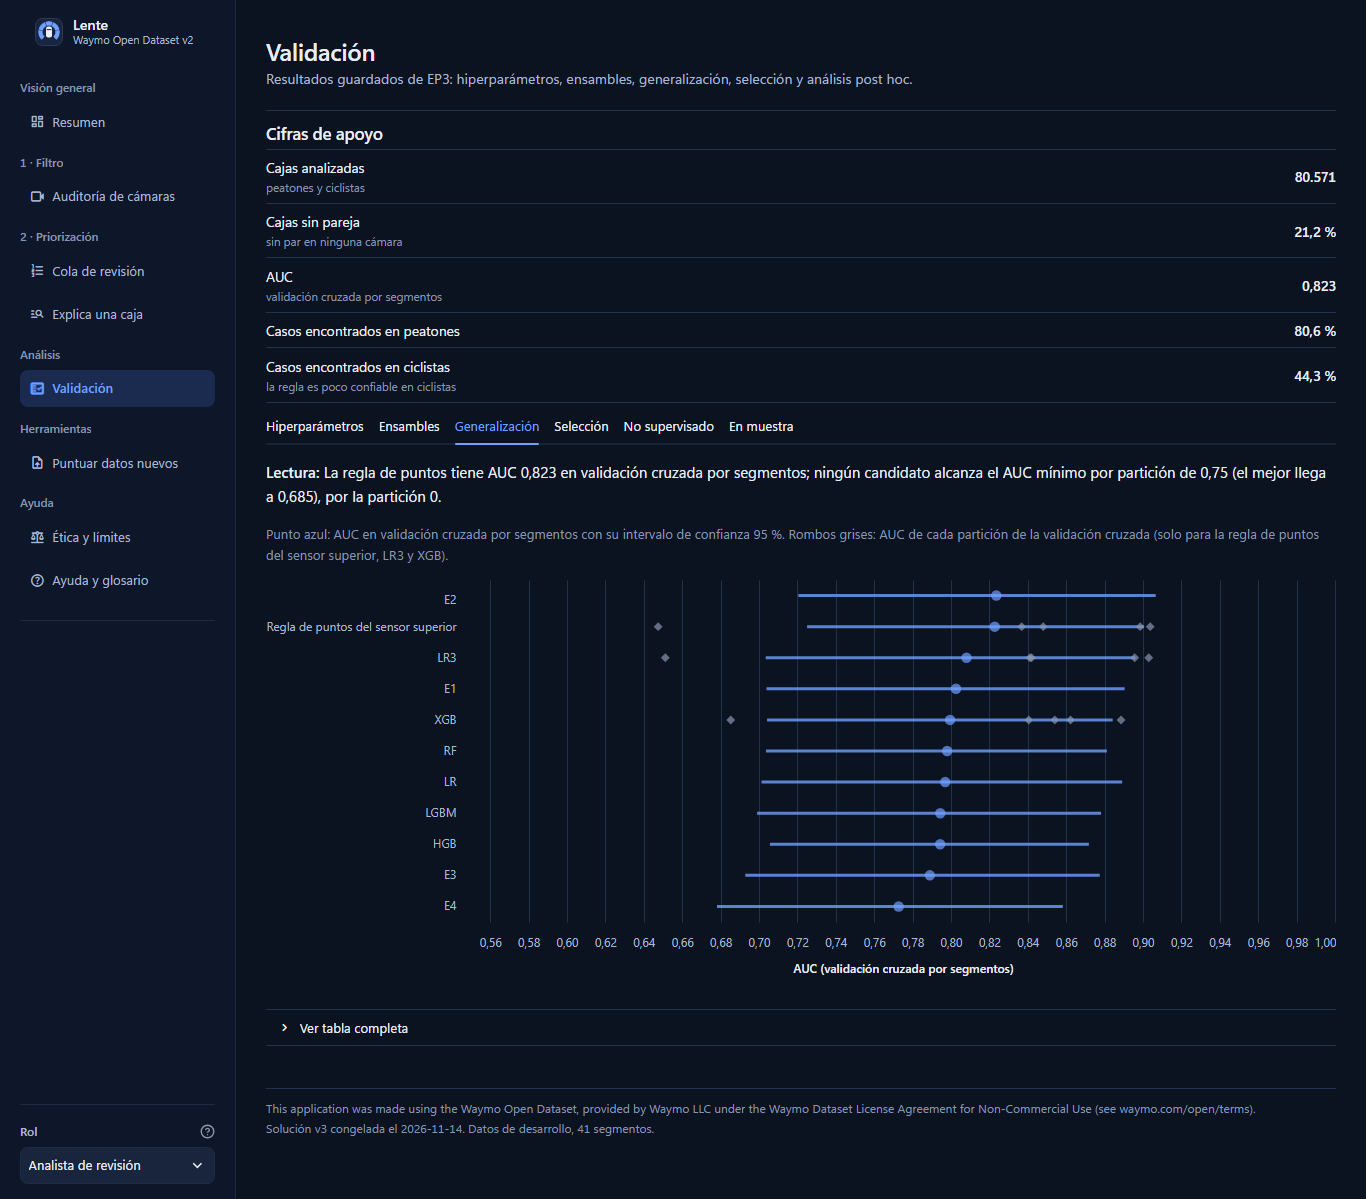 Lente
Waymo Open Dataset v2
Visión general
Resumen
1 · Filtro
Auditoría de cámaras
2 · Priorización
Cola de revisión
Explica una caja
Análisis
Validación
Herramientas
Puntuar datos nuevos
Ayuda
Ética y límites
Ayuda y glosario
Rol
Analista de revisión
Validación
Resultados guardados de EP3: hiperparámetros, ensambles, generalización, selección y análisis post hoc.
Cifras de apoyo
Cajas analizadas
peatones y ciclistas
80.571
Cajas sin pareja
sin par en ninguna cámara
21,2 %
AUC
validación cruzada por segmentos
0,823
Casos encontrados en peatones
80,6 %
Casos encontrados en ciclistas
la regla es poco confiable en ciclistas
44,3 %
Hiperparámetros Ensambles Generalización Selección No supervisado En muestra
Lectura: La regla de puntos tiene AUC 0,823 en validación cruzada por segmentos; ningún candidato alcanza el AUC mínimo por partición de 0,75 (el mejor llega
a 0,685), por la partición 0.
Punto azul: AUC en validación cruzada por segmentos con su intervalo de confianza 95 %. Rombos grises: AUC de cada partición de la validación cruzada (solo para la regla de puntos
del sensor superior, LR3 y XGB).
E2
Regla de puntos del sensor superior
LR3
E1
XGB
RF
LR
LGBM
HGB
E3
E4
0,56 0,58 0,60 0,62 0,64 0,66 0,68 0,70 0,72 0,74 0,76 0,78 0,80 0,82 0,84 0,86 0,88 0,90 0,92 0,94 0,96 0,98 1,00
AUC (validación cruzada por segmentos)
Ver tabla completa
This application was made using the Waymo Open Dataset, provided by Waymo LLC under the Waymo Dataset License Agreement for Non-Commercial Use (see waymo.com/open/terms).
Solución v3 congelada el 2026-11-14. Datos de desarrollo, 41 segmentos.